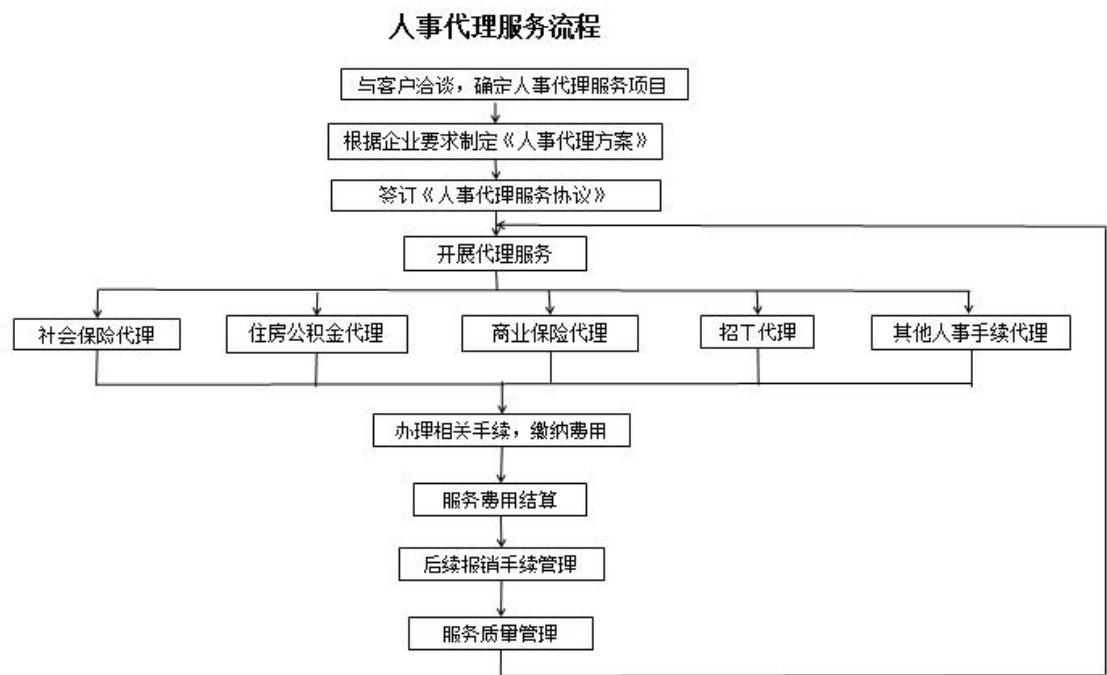 人事代理服务流程
与客户洽谈，确定人事代理服务项目
根据企业要求制定《人事代理方案》
签订《人事代理服务协议》
开展代理服务
社会保险代理
住房公积金代理
商业保险代理
招工代理
其他人事手续代理
办理相关手续，缴纳费用
服务费用结算
后续报销手续管理
服务质量管理